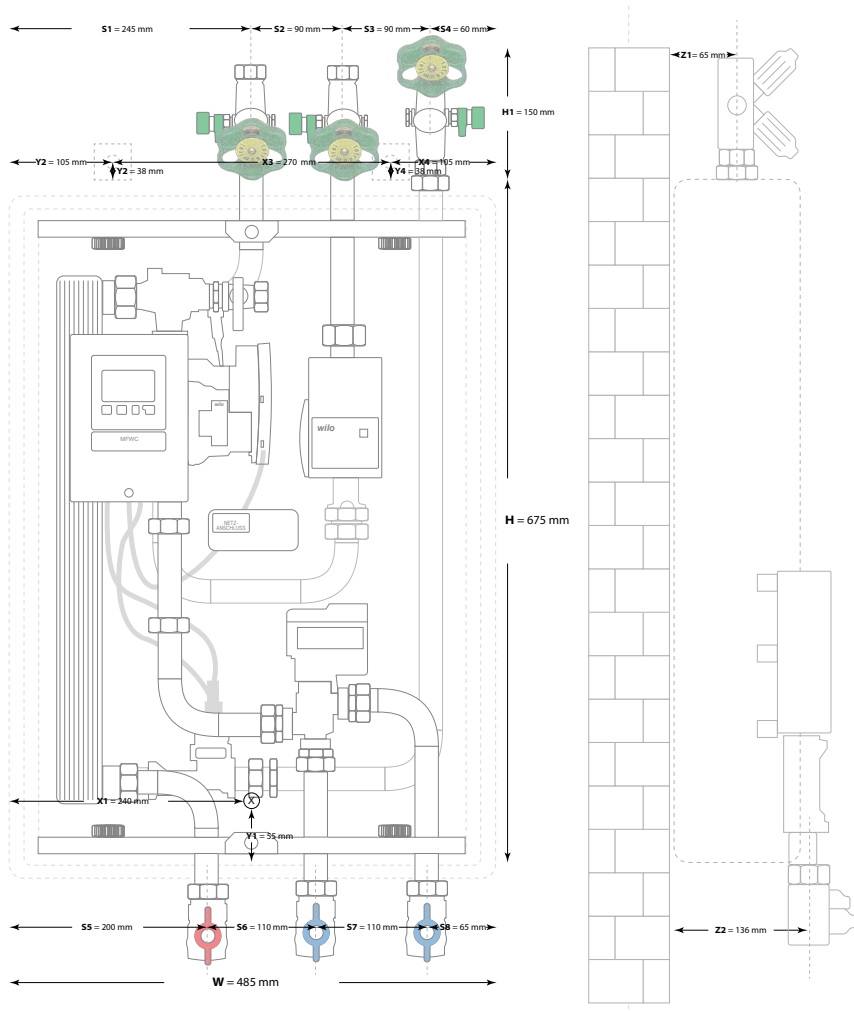 S1 = 245 mm
S2 = 90 mm
S3 = 90 mm
S4 = 60 mm
Z1 = 65 mm
H1 = 150 mm
Y2 = 105 mm
X3 = 270 mm
X4 = 105 mm
Y2 = 38 mm
Y4 = 38 mm
wilo
wilo
MFWC
NETZ-
ANSCHLUSS
H = 675 mm
X1 = 240 mm
X
Y1 = 55 mm
S5 = 200 mm
S6 = 110 mm
S7 = 110 mm
S8 = 65 mm
Z2 = 136 mm
W = 485 mm